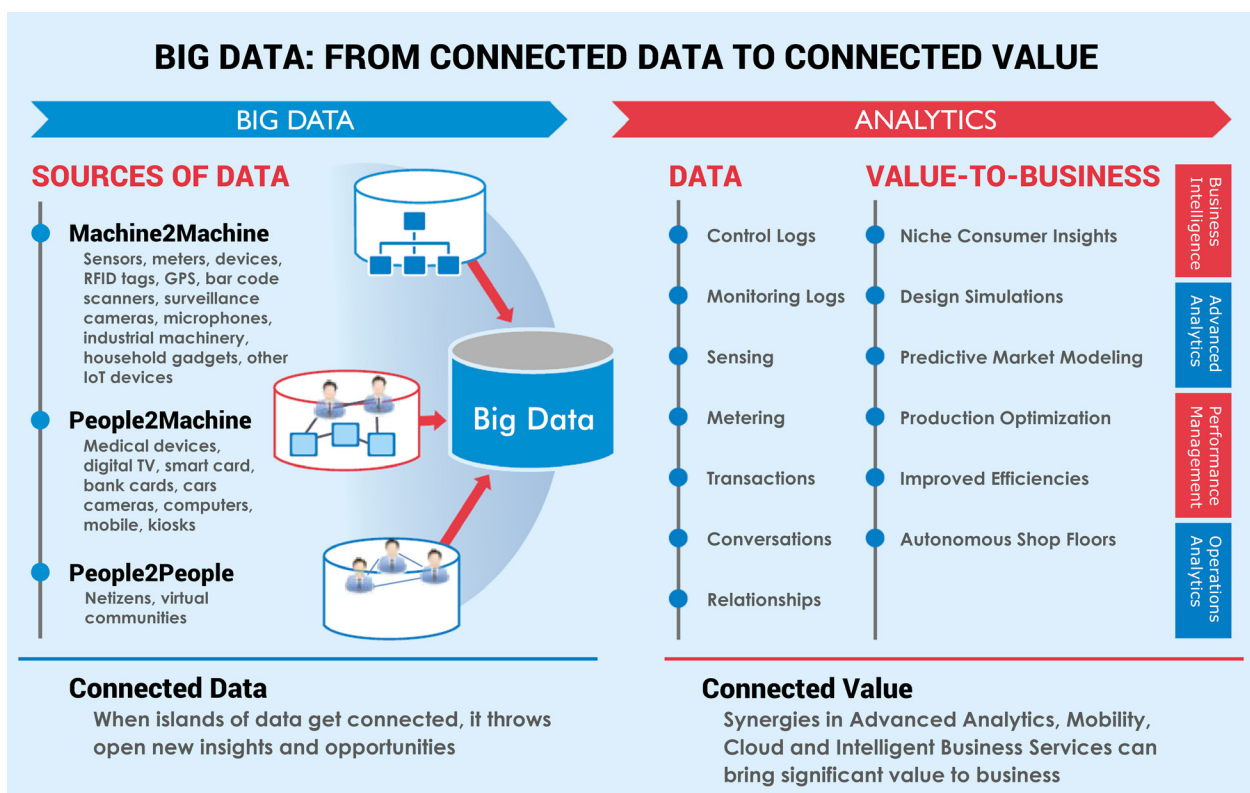 BIG DATA: FROM CONNECTED DATA TO CONNECTED VALUE
BIG DATA
SOURCES OF DATA
Machine2Machine
Sensors, meters, devices,
RFID tags, GPS, bar code
scanners, surveillance
cameras, microphones,
industrial machinery,
household gadgets, other
IoT devices
People2Machine
Medical devices,
digital TV, smart card,
bank cards, cars
cameras, computers,
mobile, kiosks
People2People
Netizens, virtual
communities
Big Data
Connected Data
When islands of data get connected, it throws
open new insights and opportunities
ANALYTICS
DATA
Control Logs
Monitoring Logs
Sensing
Metering
Transactions
Conversations
Relationships
VALUE-TO-BUSINESS
Niche Consumer Insights
Design Simulations
Predictive Market Modeling
Production Optimization
Improved Efficiencies
Autonomous Shop Floors
Business
Intelligence
Advanced
Analytics
Performance
Management
Operations
Analytics
Connected Value
Synergies in Advanced Analytics, Mobility,
Cloud and Intelligent Business Services can
bring significant value to business